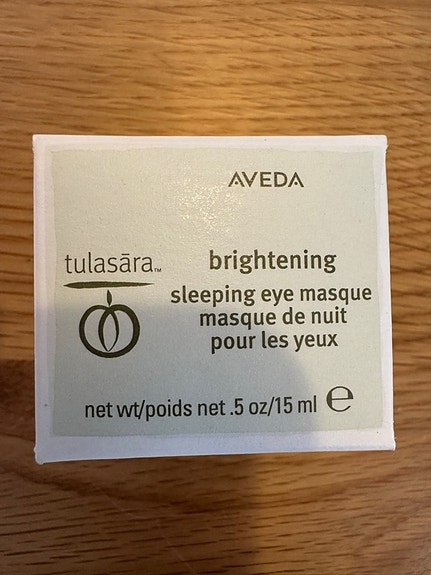 AVEDA
tulasāra™
brightening
sleeping eye masque
masque de nuit
pour les yeux
net wt/poids net .5 oz/15 ml ℮